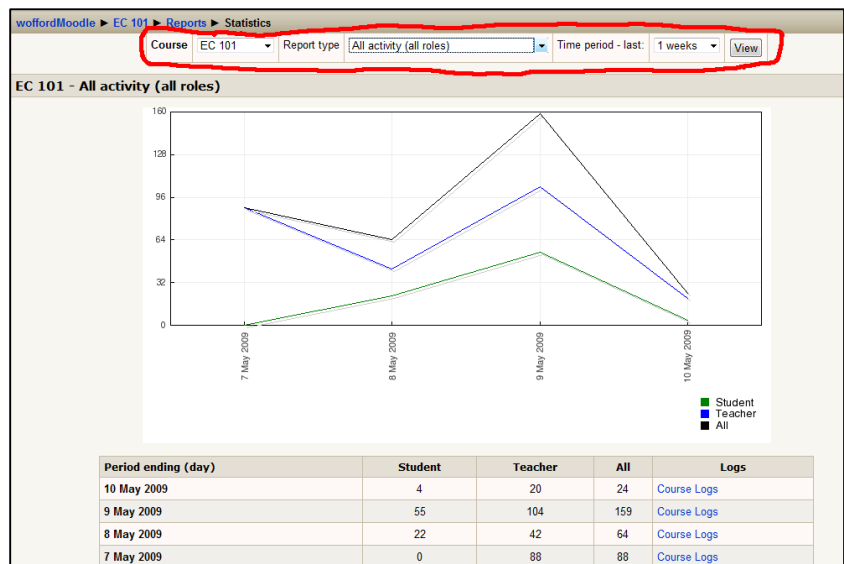 woffordMoodle ► EC 101 ► Reports ► Statistics
Course EC 101 Report type All activity (all roles) Time period - last: 1 weeks View
EC 101 - All activity (all roles)
160
128
96
64
32
0
7 May 2009 8 May 2009 9 May 2009 10 May 2009
Student
Teacher
All
Period ending (day) Student Teacher All Logs
10 May 2009 4 20 24 Course Logs
9 May 2009 55 104 159 Course Logs
8 May 2009 22 42 64 Course Logs
7 May 2009 0 88 88 Course Logs